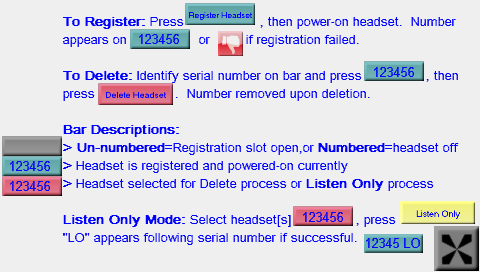 To Register: Press Register Headset , then power-on headset. Number
appears on 123456 or if registration failed.
To Delete: Identify serial number on bar and press 123456 , then
press Delete Headset . Number removed upon deletion.
Bar Descriptions:
> Un-numbered=Registration slot open,or Numbered=headset off
123456 > Headset is registered and powered-on currently
123456 > Headset selected for Delete process or Listen Only process
Listen Only Mode: Select headset[s] 123456 , press Listen Only
"LO" appears following serial number if successful. 12345 LO